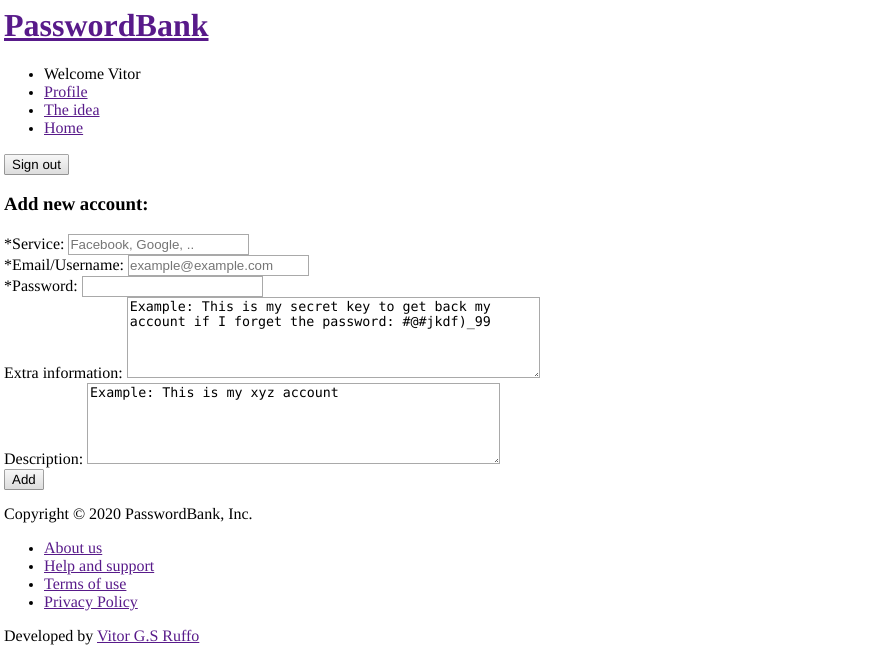 PasswordBank
Welcome Vitor
Profile
The idea
Home
Sign out
Add new account:
*Service: Facebook, Google, ..
*Email/Username: example@example.com
*Password:
Example: This is my secret key to get back my
account if I forget the password: #@#jkdf)_99
Extra information:
Example: This is my xyz account
Description:
Add
Copyright © 2020 PasswordBank, Inc.
About us
Help and support
Terms of use
Privacy Policy
Developed by Vitor G.S Ruffo